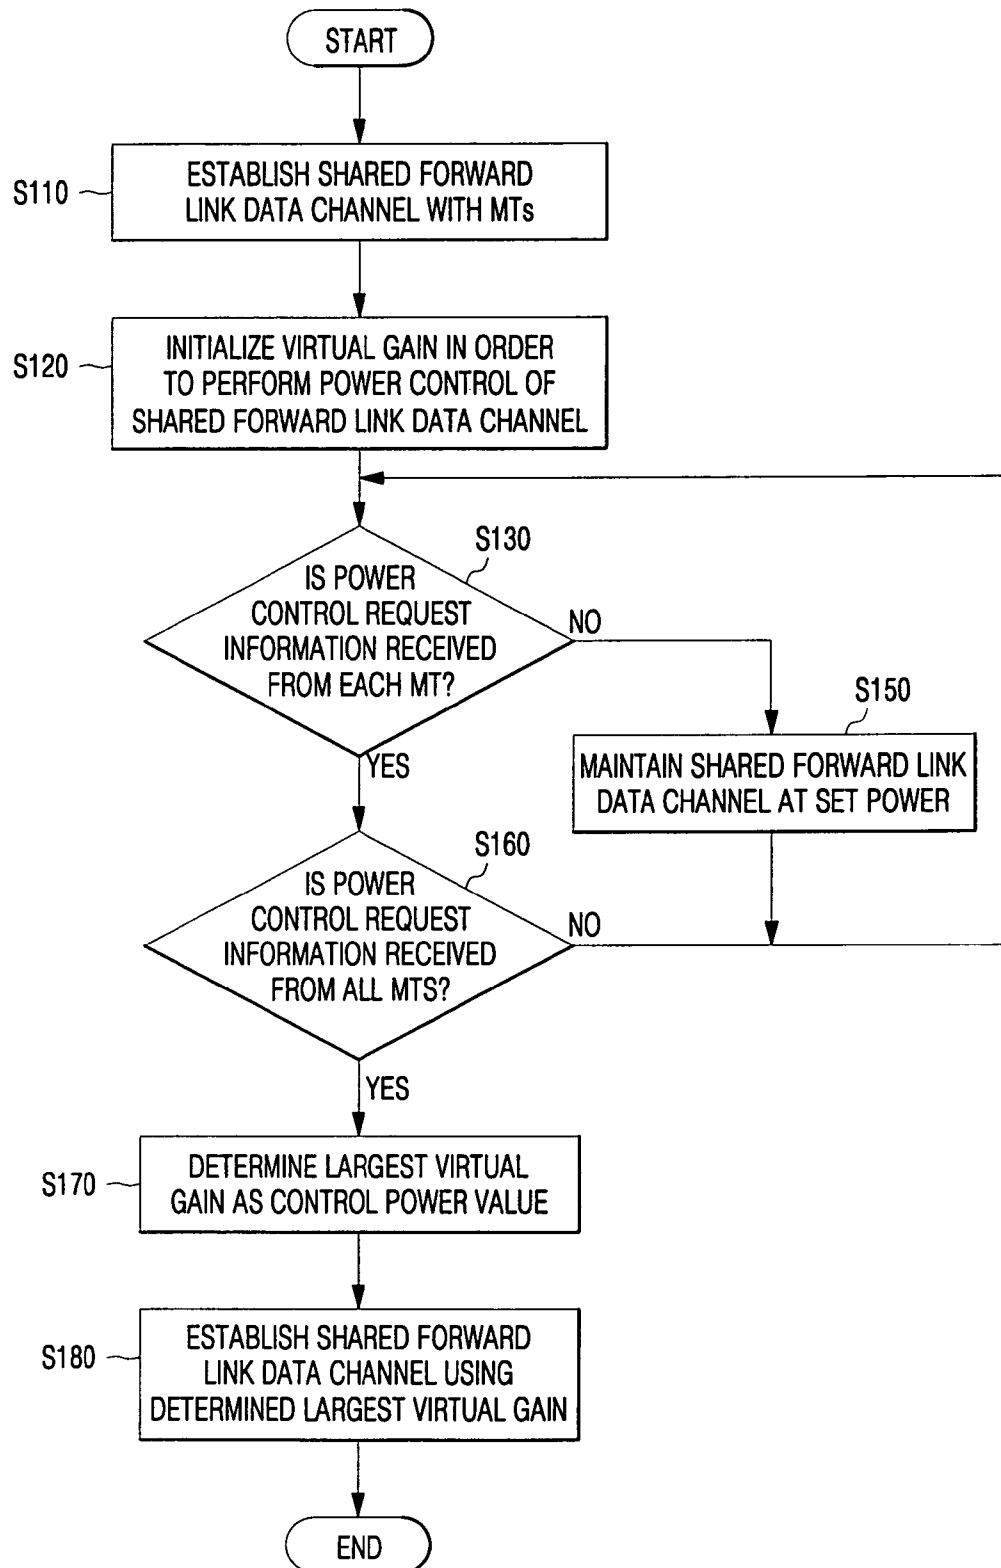 START
S110
ESTABLISH SHARED FORWARD
LINK DATA CHANNEL WITH MTs
S120
INITIALIZE VIRTUAL GAIN IN ORDER
TO PERFORM POWER CONTROL OF
SHARED FORWARD LINK DATA CHANNEL
S130
IS POWER
CONTROL REQUEST
INFORMATION RECEIVED
FROM EACH MT?
NO
YES
S150
MAINTAIN SHARED FORWARD LINK
DATA CHANNEL AT SET POWER
S160
IS POWER
CONTROL REQUEST
INFORMATION RECEIVED
FROM ALL MTS?
NO
YES
S170
DETERMINE LARGEST VIRTUAL
GAIN AS CONTROL POWER VALUE
S180
ESTABLISH SHARED FORWARD
LINK DATA CHANNEL USING
DETERMINED LARGEST VIRTUAL GAIN
END